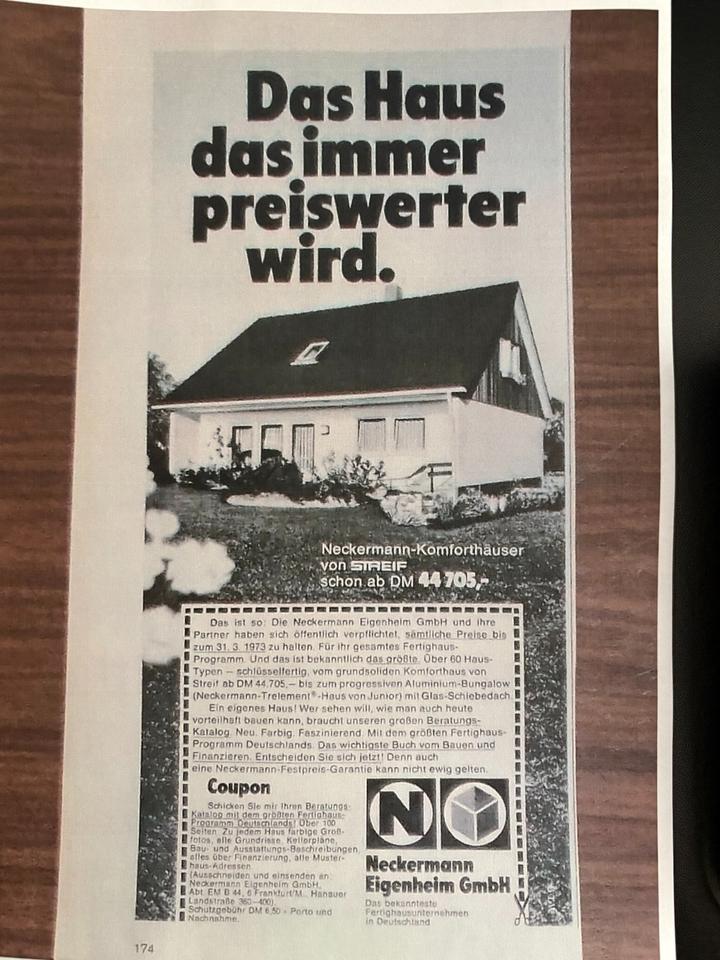 Das Haus
das immer
preiswerter
wird.
Neckermann-Komforthäuser
von STREIF
schon ab DM 44 705,-
Das ist so: Die Neckermann Eigenheim GmbH und ihre
Partner haben sich öffentlich verpflichtet, sämtliche Preise bis
zum 31. 3. 1973 zu halten. Für ihr gesamtes Fertighaus-
Programm. Und das ist bekanntlich das größte. Über 60 Haus-
Typen – schlüsselfertig, vom grundsoliden Komforthaus von
Streif ab DM 44 705,– bis zum progressiven Aluminium-Bungalow
(Neckermann-Trelement®-Haus von Junior) mit Glas-Schiebedach.
Ein eigenes Haus! Wer sehen will, wie man auch heute
vorteilhaft bauen kann, braucht unseren großen Beratungs-
Katalog. Neu. Farbig. Faszinierend. Mit dem größten Fertighaus-
Programm Deutschlands. Das wichtigste Buch vom Bauen und
Finanzieren. Entscheiden Sie sich jetzt! Denn auch
eine Neckermann-Festpreis-Garantie kann nicht ewig gelten.
Coupon
Schicken Sie mir Ihren Beratungs-
Katalog mit dem größten Fertighaus-
Programm Deutschlands! Über 100
Seiten. Zu jedem Haus farbige Groß-
fotos, alle Grundrisse, Kellerpläne,
Bau- und Ausstattungs-Beschreibungen,
alles über Finanzierung, alle Muster-
haus-Adressen.
(Ausschneiden und einsenden an:
Neckermann Eigenheim GmbH,
Abt. EM B 44, 6 Frankfurt/M., Hanauer
Landstraße 360–400).
Schutzgebühr DM 6,50 + Porto und
Nachnahme.
N
Neckermann
Eigenheim GmbH
Das bekannteste
Fertighausunternehmen
in Deutschland
174